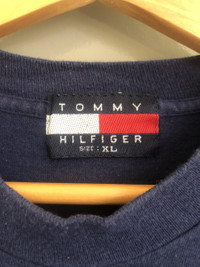 TOMMY
HILFIGER
SIZE : XL